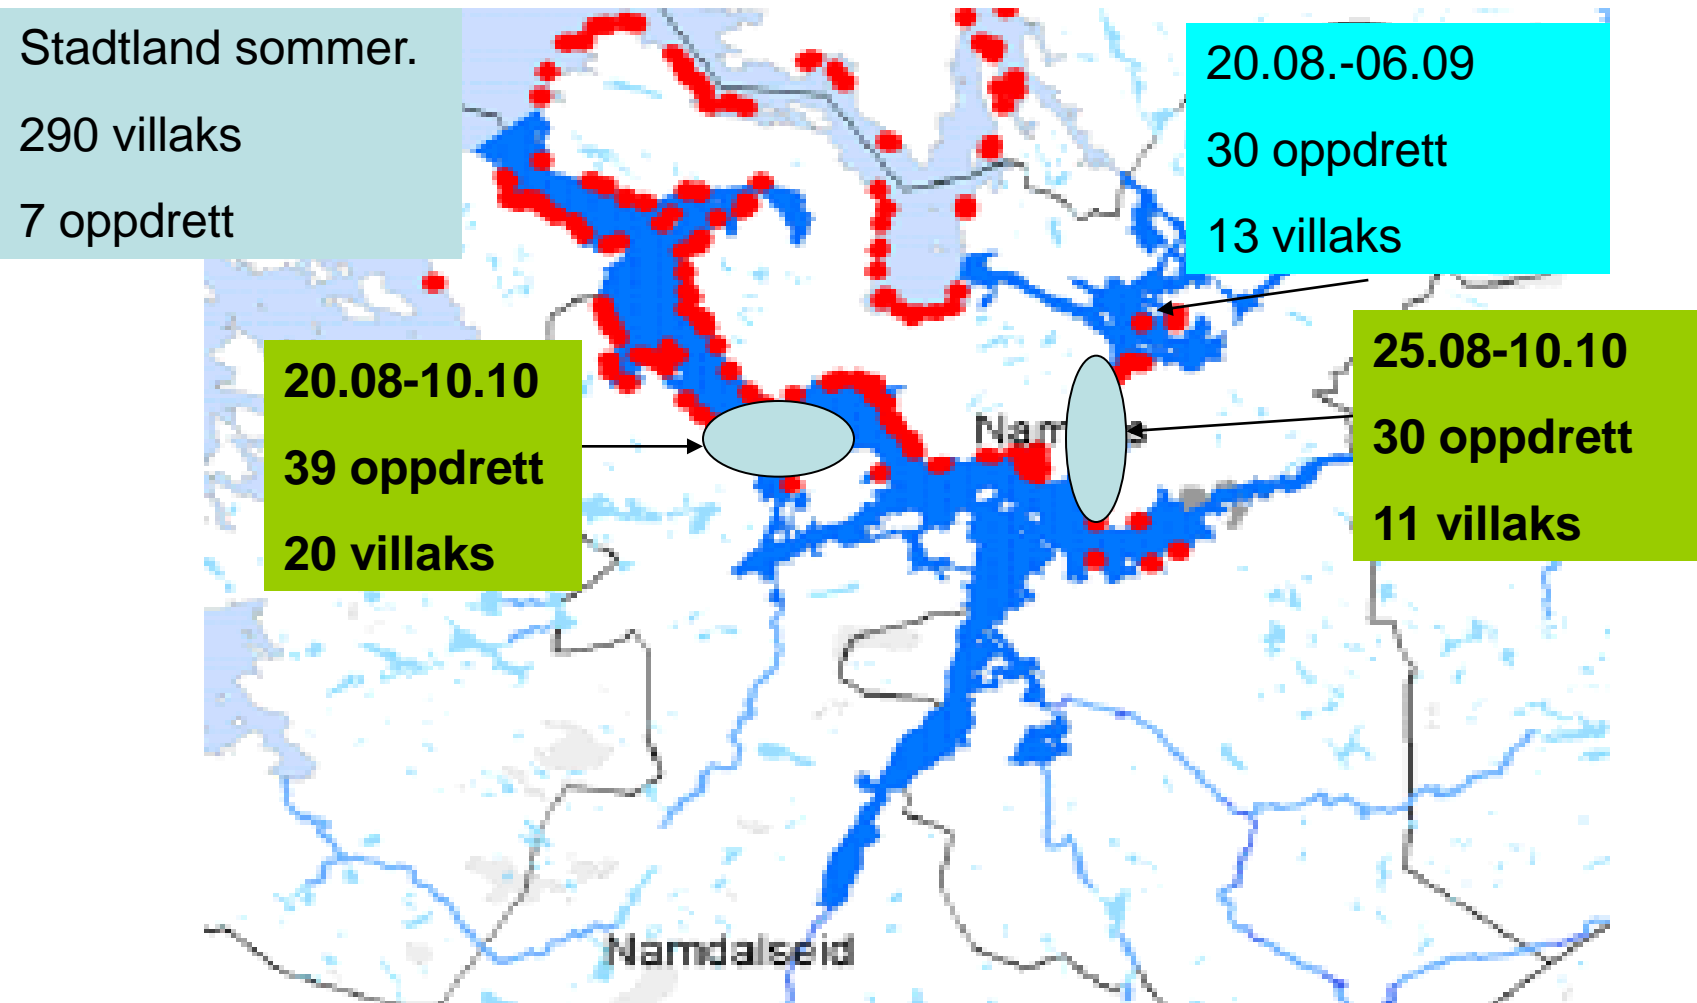 Stadtland sommer.
290 villaks
7 oppdrett
20.08.-06.09
30 oppdrett
13 villaks
20.08-10.10
39 oppdrett
20 villaks
25.08-10.10
30 oppdrett
11 villaks
Namdalseid